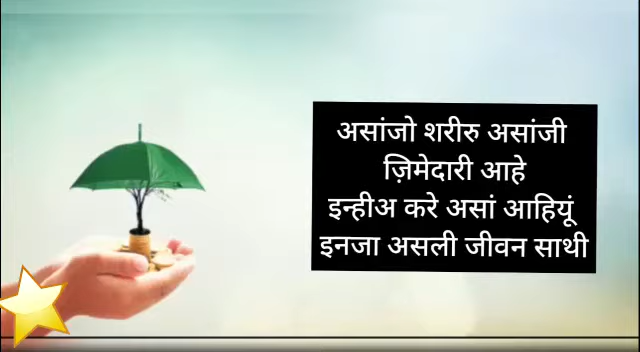 असांजो शरीरु असांजी
ज़िमेदारी आहे
इन्हीअ करे असां आहियूं
इनजा असली जीवन साथी